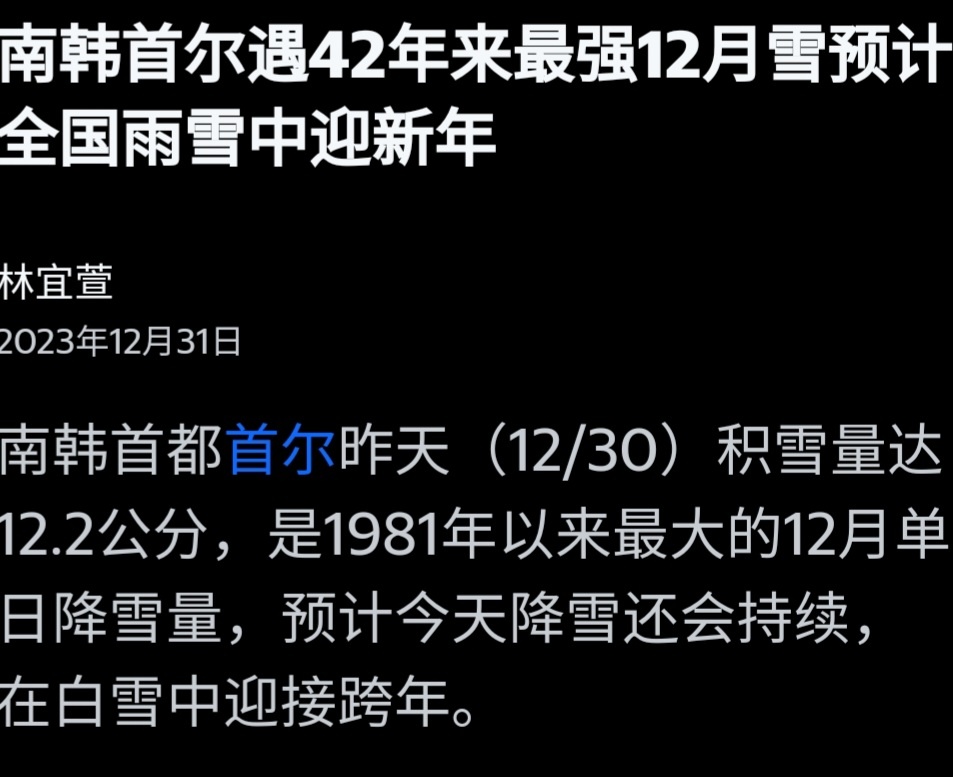 南韩首尔遇42年来最强12月雪预计
全国雨雪中迎新年
林宜萱
2023年12月31日
南韩首都首尔昨天（12/30）积雪量达
12.2公分，是1981年以来最大的12月单
日降雪量，预计今天降雪还会持续，
在白雪中迎接跨年。